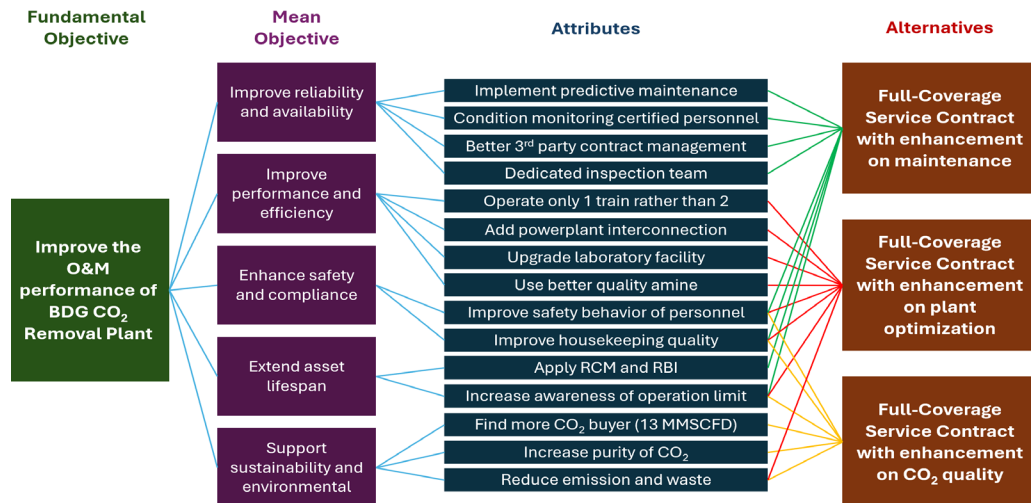 Fundamental
Objective
Mean
Objective
Attributes
Alternatives
Improve the
O&M
performance of
BDG CO₂
Removal Plant
Improve reliability
and availability
Improve
performance and
efficiency
Enhance safety
and compliance
Extend asset
lifespan
Support
sustainability and
environmental
Implement predictive maintenance
Condition monitoring certified personnel
Better 3ʳᵈ party contract management
Dedicated inspection team
Operate only 1 train rather than 2
Add powerplant interconnection
Upgrade laboratory facility
Use better quality amine
Improve safety behavior of personnel
Improve housekeeping quality
Apply RCM and RBI
Increase awareness of operation limit
Find more CO₂ buyer (13 MMSCFD)
Increase purity of CO₂
Reduce emission and waste
Full-Coverage
Service Contract
with enhancement
on maintenance
Full-Coverage
Service Contract
with enhancement
on plant
optimization
Full-Coverage
Service Contract
with enhancement
on CO₂ quality